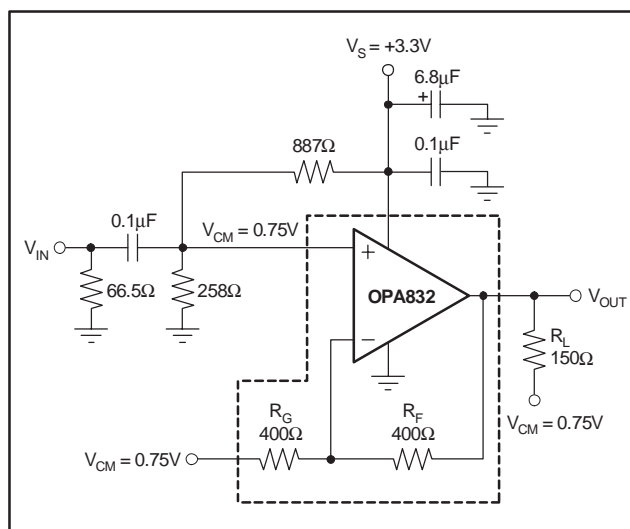 V_S = +3.3V
6.8μF
+
887Ω
0.1μF
0.1μF
V_CM = 0.75V
V_IN
+
66.5Ω
258Ω
OPA832
V_OUT
−
R_L
150Ω
R_G
400Ω
R_F
400Ω
V_CM = 0.75V
V_CM = 0.75V